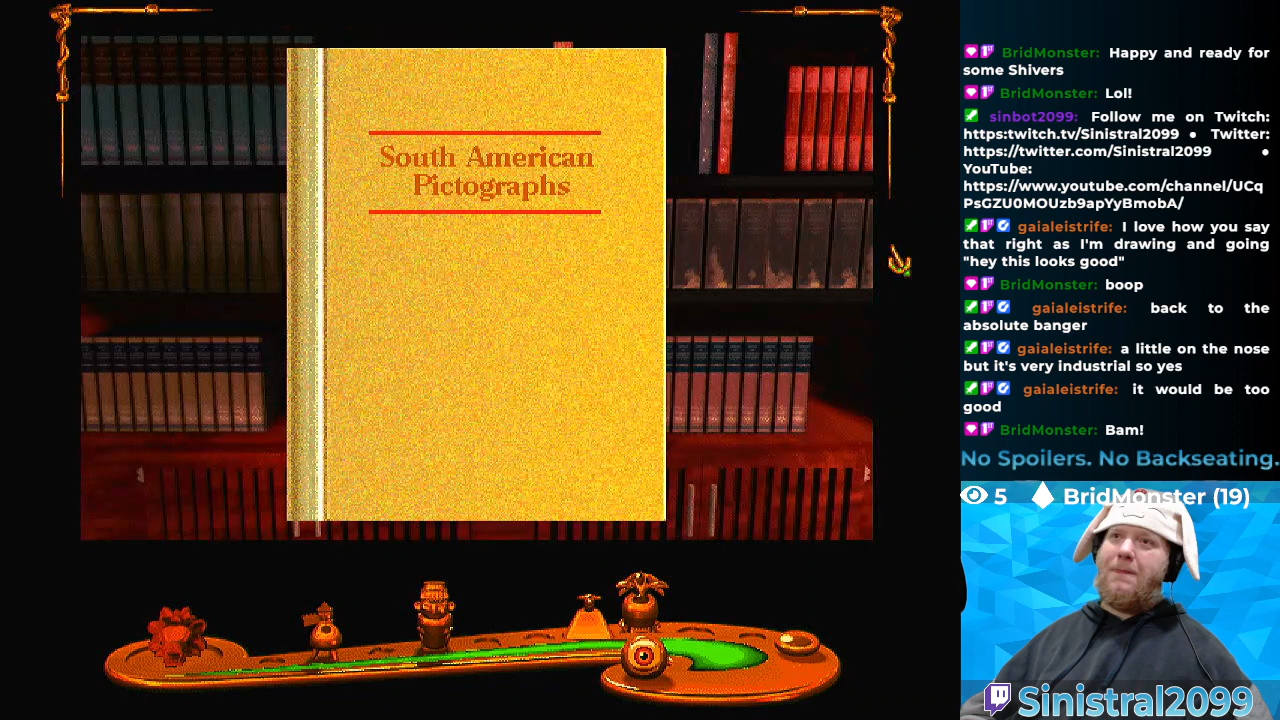 South American
Pictographs
BridMonster: Happy and ready for
some Shivers
BridMonster: Lol!
sinbot2099: Follow me on Twitch:
https:twitch.tv/Sinistral2099 ● Twitter:
https://twitter.com/Sinistral2099 ●
YouTube:
https://www.youtube.com/channel/UCq
PsGZU0MOUzb9apYyBmobA/
gaialeistrife: I love how you say
that right as I'm drawing and going
"hey this looks good"
BridMonster: boop
gaialeistrife: back to the
absolute banger
gaialeistrife: a little on the nose
but it's very industrial so yes
gaialeistrife: it would be too
good
BridMonster: Bam!
No Spoilers. No Backseating.
5 BridMonster (19)
Sinistral2099